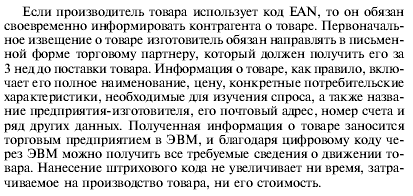 Если производитель товара использует код EAN, то он обязан
своевременно информировать контрагента о товаре. Первоначаль-
ное извещение о товаре изготовитель обязан направлять в письмен-
ной форме торговому партнеру, который должен получить его за
3 нед до поставки товара. Информация о товаре, как правило, вклю-
чает его полное наименование, цену, конкретные потребительские
характеристики, необходимые для изучения спроса, а также назва-
ние предприятия-изготовителя, его почтовый адрес, номер счета и
ряд других данных. Полученная информация о товаре заносится
торговым предприятием в ЭВМ, и благодаря цифровому коду че-
рез ЭВМ можно получить все требуемые сведения о движении то-
вара. Нанесение штрихового кода не увеличивает ни время, затра-
чиваемое на производство товара, ни его стоимость.